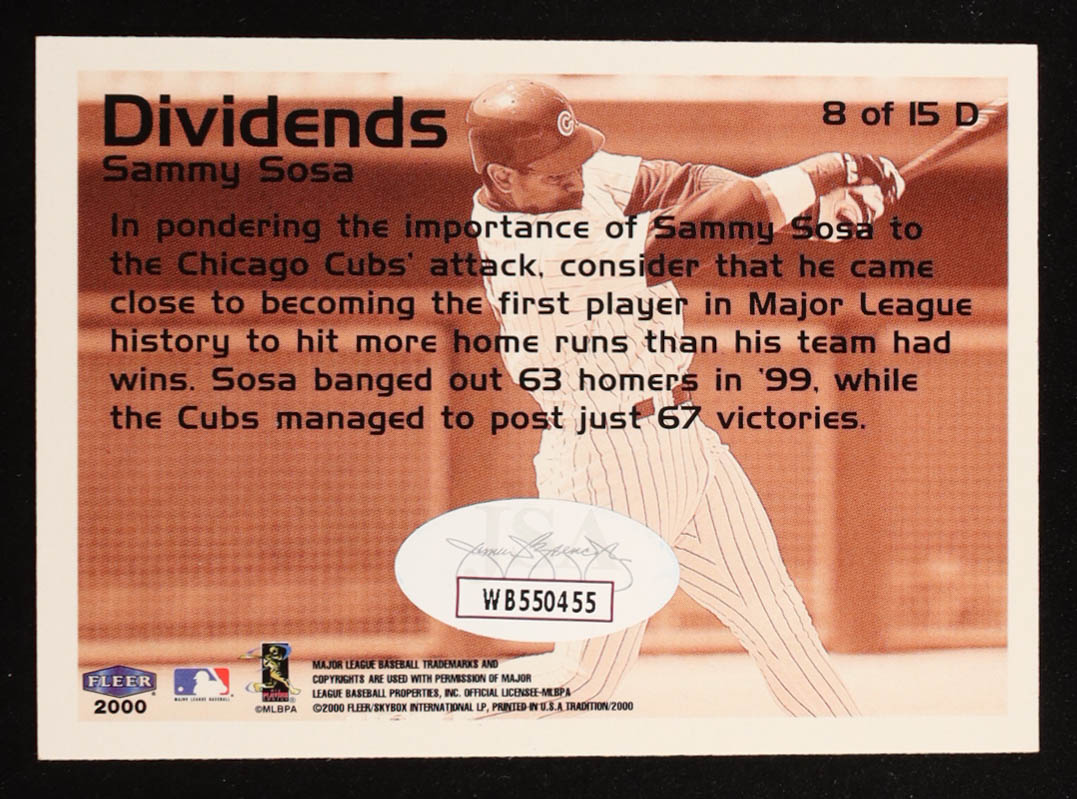 Dividends
8 of 15 D
Sammy Sosa
In pondering the importance of Sammy Sosa to
the Chicago Cubs' attack, consider that he came
close to becoming the first player in Major League
history to hit more home runs than his team had
wins. Sosa banged out 63 homers in '99, while
the Cubs managed to post just 67 victories.
JSA
WB550455
FLEER
2000
MAJOR LEAGUE BASEBALL
©MLBPA
MAJOR LEAGUE BASEBALL TRADEMARKS AND
COPYRIGHTS ARE USED WITH PERMISSION OF MAJOR
LEAGUE BASEBALL PROPERTIES, INC. OFFICIAL LICENSEE-MLBPA
©2000 FLEER/SKYBOX INTERNATIONAL LP, PRINTED IN U.S.A TRADITION/2000